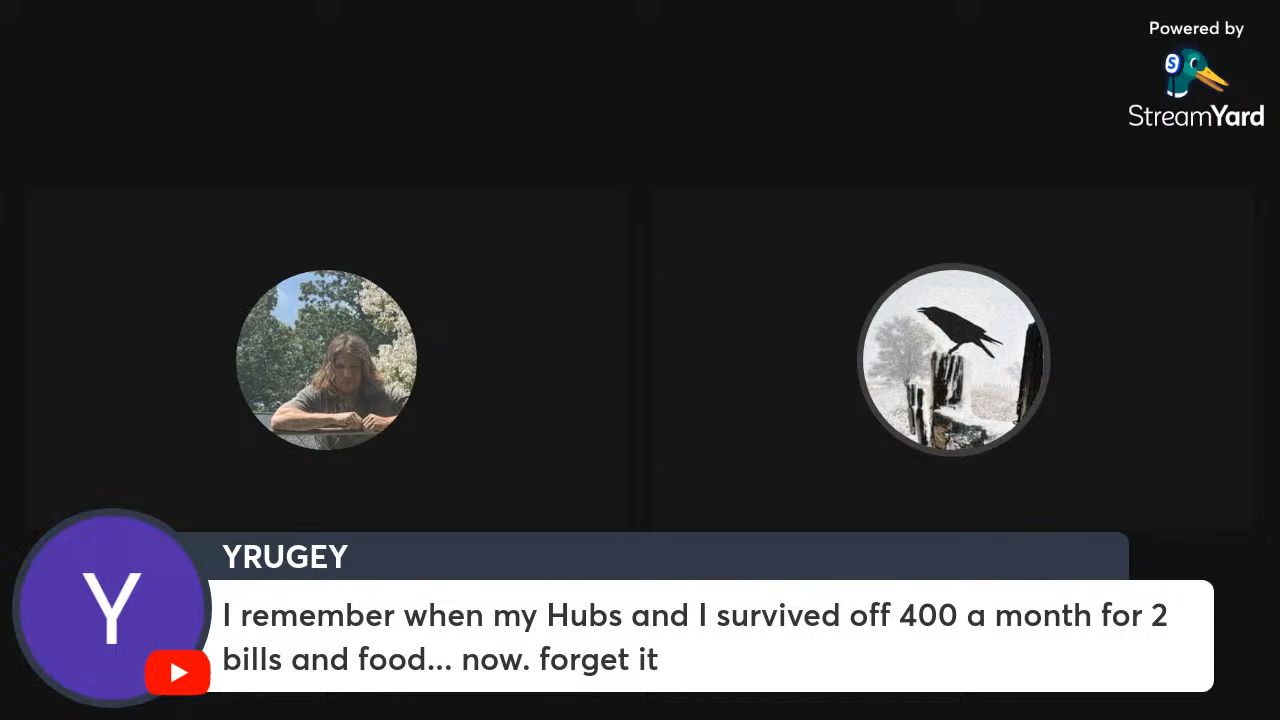 Powered by
S
StreamYard
YRUGEY
Y
I remember when my Hubs and I survived off 400 a month for 2
bills and food... now. forget it